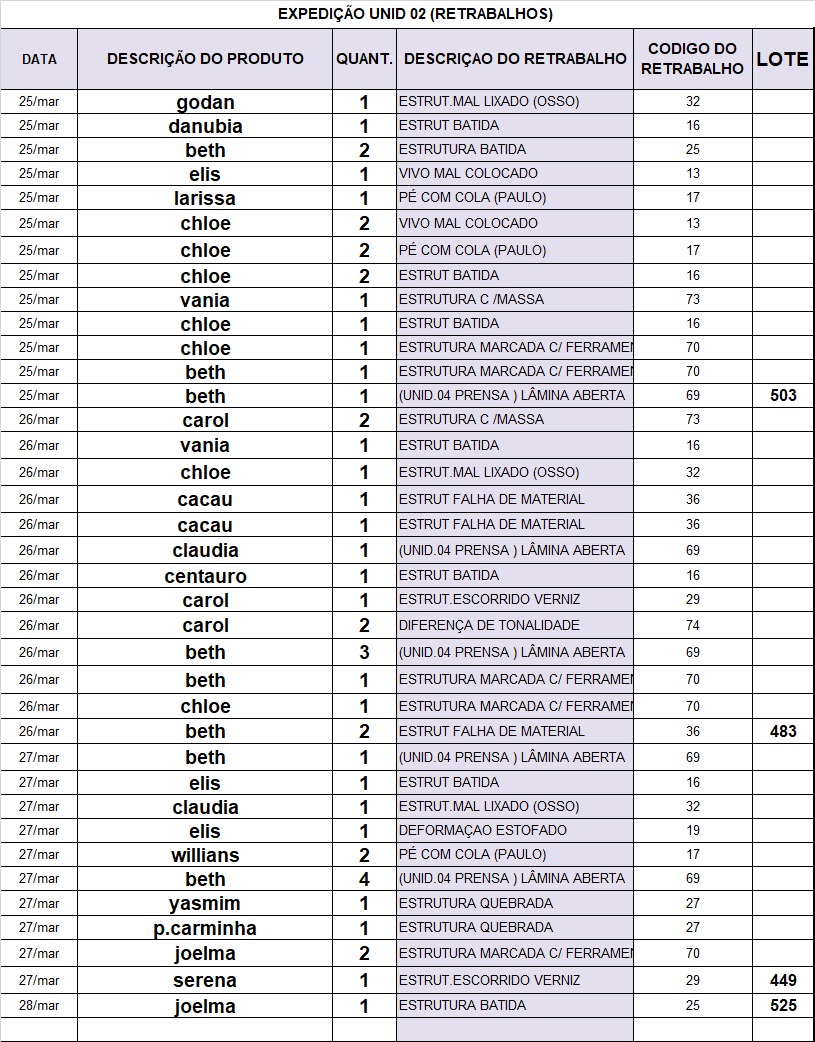 EXPEDIÇÃO UNID 02 (RETRABALHOS)
DATA DESCRIÇÃO DO PRODUTO QUANT. DESCRIÇAO DO RETRABALHO CODIGO DO RETRABALHO LOTE
25/mar godan 1 ESTRUT.MAL LIXADO (OSSO) 32
25/mar danubia 1 ESTRUT BATIDA 16
25/mar beth 2 ESTRUTURA BATIDA 25
25/mar elis 1 VIVO MAL COLOCADO 13
25/mar larissa 1 PÉ COM COLA (PAULO) 17
25/mar chloe 2 VIVO MAL COLOCADO 13
25/mar chloe 2 PÉ COM COLA (PAULO) 17
25/mar chloe 2 ESTRUT BATIDA 16
25/mar vania 1 ESTRUTURA C /MASSA 73
25/mar chloe 1 ESTRUT BATIDA 16
25/mar chloe 1 ESTRUTURA MARCADA C/ FERRAMEN 70
25/mar beth 1 ESTRUTURA MARCADA C/ FERRAMEN 70
25/mar beth 1 (UNID.04 PRENSA ) LÂMINA ABERTA 69 503
26/mar carol 2 ESTRUTURA C /MASSA 73
26/mar vania 1 ESTRUT BATIDA 16
26/mar chloe 1 ESTRUT.MAL LIXADO (OSSO) 32
26/mar cacau 1 ESTRUT FALHA DE MATERIAL 36
26/mar cacau 1 ESTRUT FALHA DE MATERIAL 36
26/mar claudia 1 (UNID.04 PRENSA ) LÂMINA ABERTA 69
26/mar centauro 1 ESTRUT BATIDA 16
26/mar carol 1 ESTRUT.ESCORRIDO VERNIZ 29
26/mar carol 2 DIFERENÇA DE TONALIDADE 74
26/mar beth 3 (UNID.04 PRENSA ) LÂMINA ABERTA 69
26/mar beth 1 ESTRUTURA MARCADA C/ FERRAMEN 70
26/mar chloe 1 ESTRUTURA MARCADA C/ FERRAMEN 70
26/mar beth 2 ESTRUT FALHA DE MATERIAL 36 483
27/mar beth 1 (UNID.04 PRENSA ) LÂMINA ABERTA 69
27/mar elis 1 ESTRUT BATIDA 16
27/mar claudia 1 ESTRUT.MAL LIXADO (OSSO) 32
27/mar elis 1 DEFORMAÇAO ESTOFADO 19
27/mar willians 2 PÉ COM COLA (PAULO) 17
27/mar beth 4 (UNID.04 PRENSA ) LÂMINA ABERTA 69
27/mar yasmim 1 ESTRUTURA QUEBRADA 27
27/mar p.carminha 1 ESTRUTURA QUEBRADA 27
27/mar joelma 2 ESTRUTURA MARCADA C/ FERRAMEN 70
27/mar serena 1 ESTRUT.ESCORRIDO VERNIZ 29 449
28/mar joelma 1 ESTRUTURA BATIDA 25 525